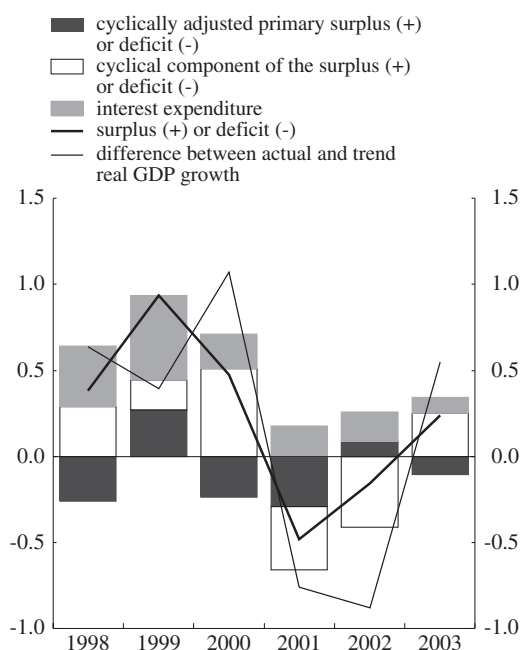 cyclically adjusted primary surplus (+)
or deficit (-)
cyclical component of the surplus (+)
or deficit (-)
interest expenditure
surplus (+) or deficit (-)
difference between actual and trend
real GDP growth
1.5 1.5
1.0 1.0
0.5 0.5
0.0 0.0
-0.5 -0.5
-1.0 -1.0
1998 1999 2000 2001 2002 2003